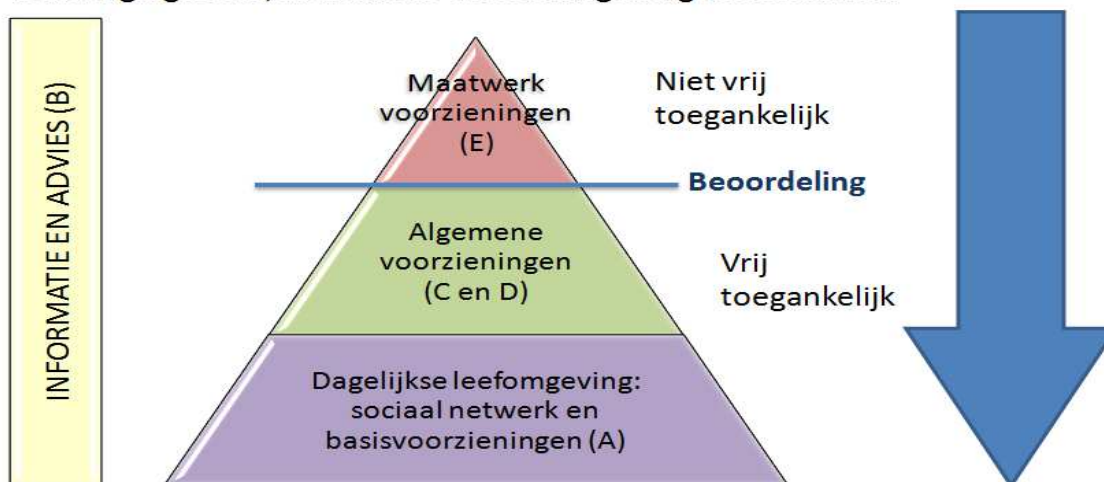 INFORMATIE EN ADVIES (B)
Maatwerk
voorzieningen
(E)
Niet vrij
toegankelijk
Beoordeling
Algemene
voorzieningen
(C en D)
Vrij
toegankelijk
Dagelijkse leefomgeving:
sociaal netwerk en
basisvoorzieningen (A)